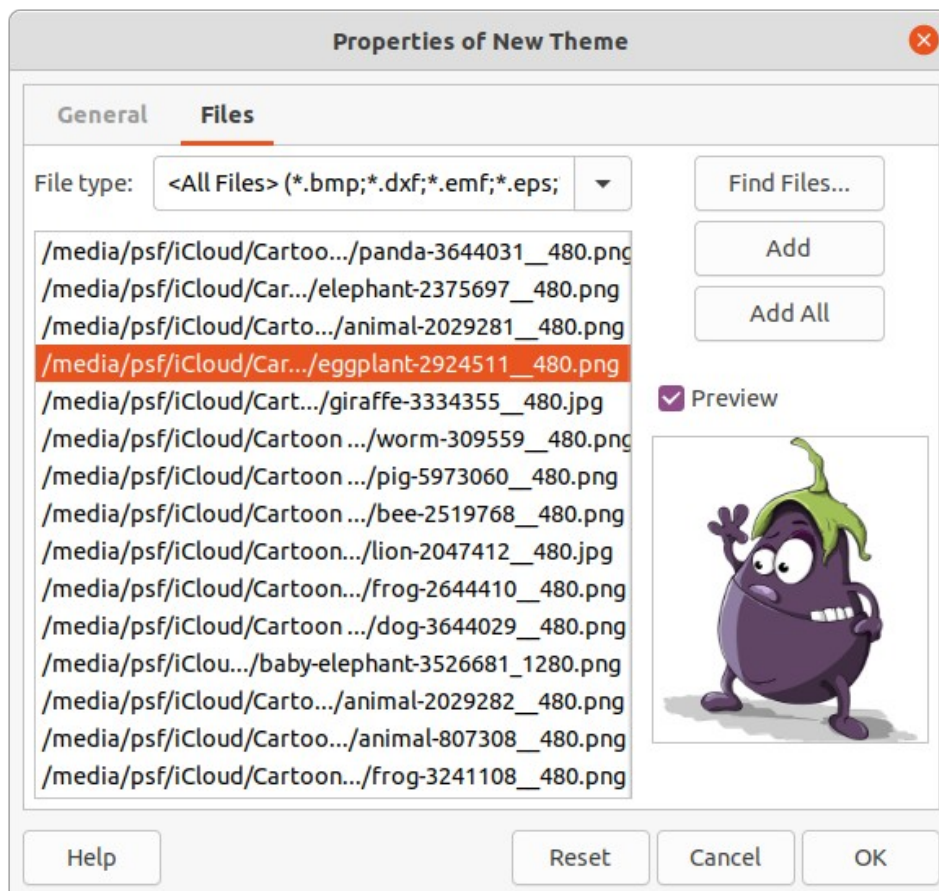 Properties of New Theme
General Files
File type: <All Files> (*.bmp;*.dxf;*.emf;*.eps; Find Files...
Add
Add All
/media/psf/iCloud/Cartoo.../panda-3644031__480.png
/media/psf/iCloud/Car.../elephant-2375697__480.png
/media/psf/iCloud/Carto.../animal-2029281__480.png
/media/psf/iCloud/Car.../eggplant-2924511__480.png
/media/psf/iCloud/Cart.../giraffe-3334355__480.jpg
/media/psf/iCloud/Cartoon .../worm-309559__480.png
/media/psf/iCloud/Cartoon .../pig-5973060__480.png
/media/psf/iCloud/Cartoon .../bee-2519768__480.png
/media/psf/iCloud/Cartoon.../lion-2047412__480.jpg
/media/psf/iCloud/Cartoon.../frog-2644410__480.png
/media/psf/iCloud/Cartoon .../dog-3644029__480.png
/media/psf/iClou.../baby-elephant-3526681_1280.png
/media/psf/iCloud/Carto.../animal-2029282__480.png
/media/psf/iCloud/Cartoo.../animal-807308__480.png
/media/psf/iCloud/Cartoon.../frog-3241108__480.png
Preview
Help Reset Cancel OK